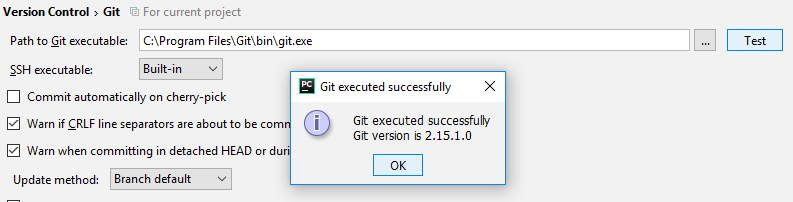 Version Control › Git For current project
Path to Git executable: C:\Program Files\Git\bin\git.exe ... Test
SSH executable: Built-in
PC Git executed successfully
Commit automatically on cherry-pick
Warn if CRLF line separators are about to be
Git executed successfully
Git version is 2.15.1.0
Warn when committing in detached HEAD or
OK
Update method: Branch default